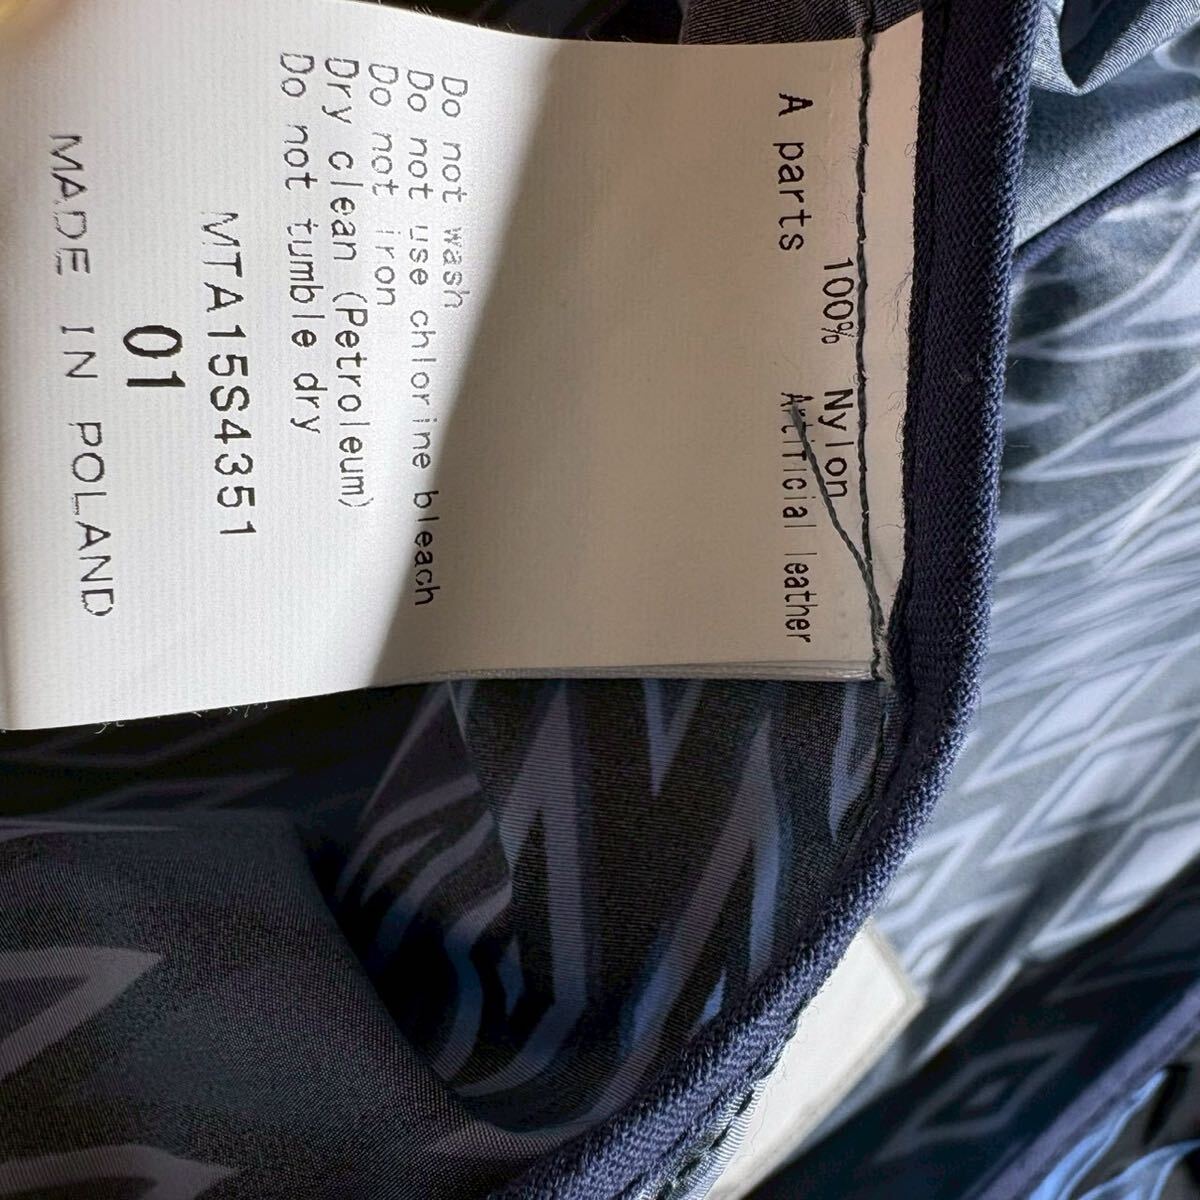 100% Nylon
A parts Artificial leather
Do not wash
Do not use chlorine bleach
Do not iron
Dry clean (Petroleum)
Do not tumble dry
MTA15S4351
01
MADE IN POLAND